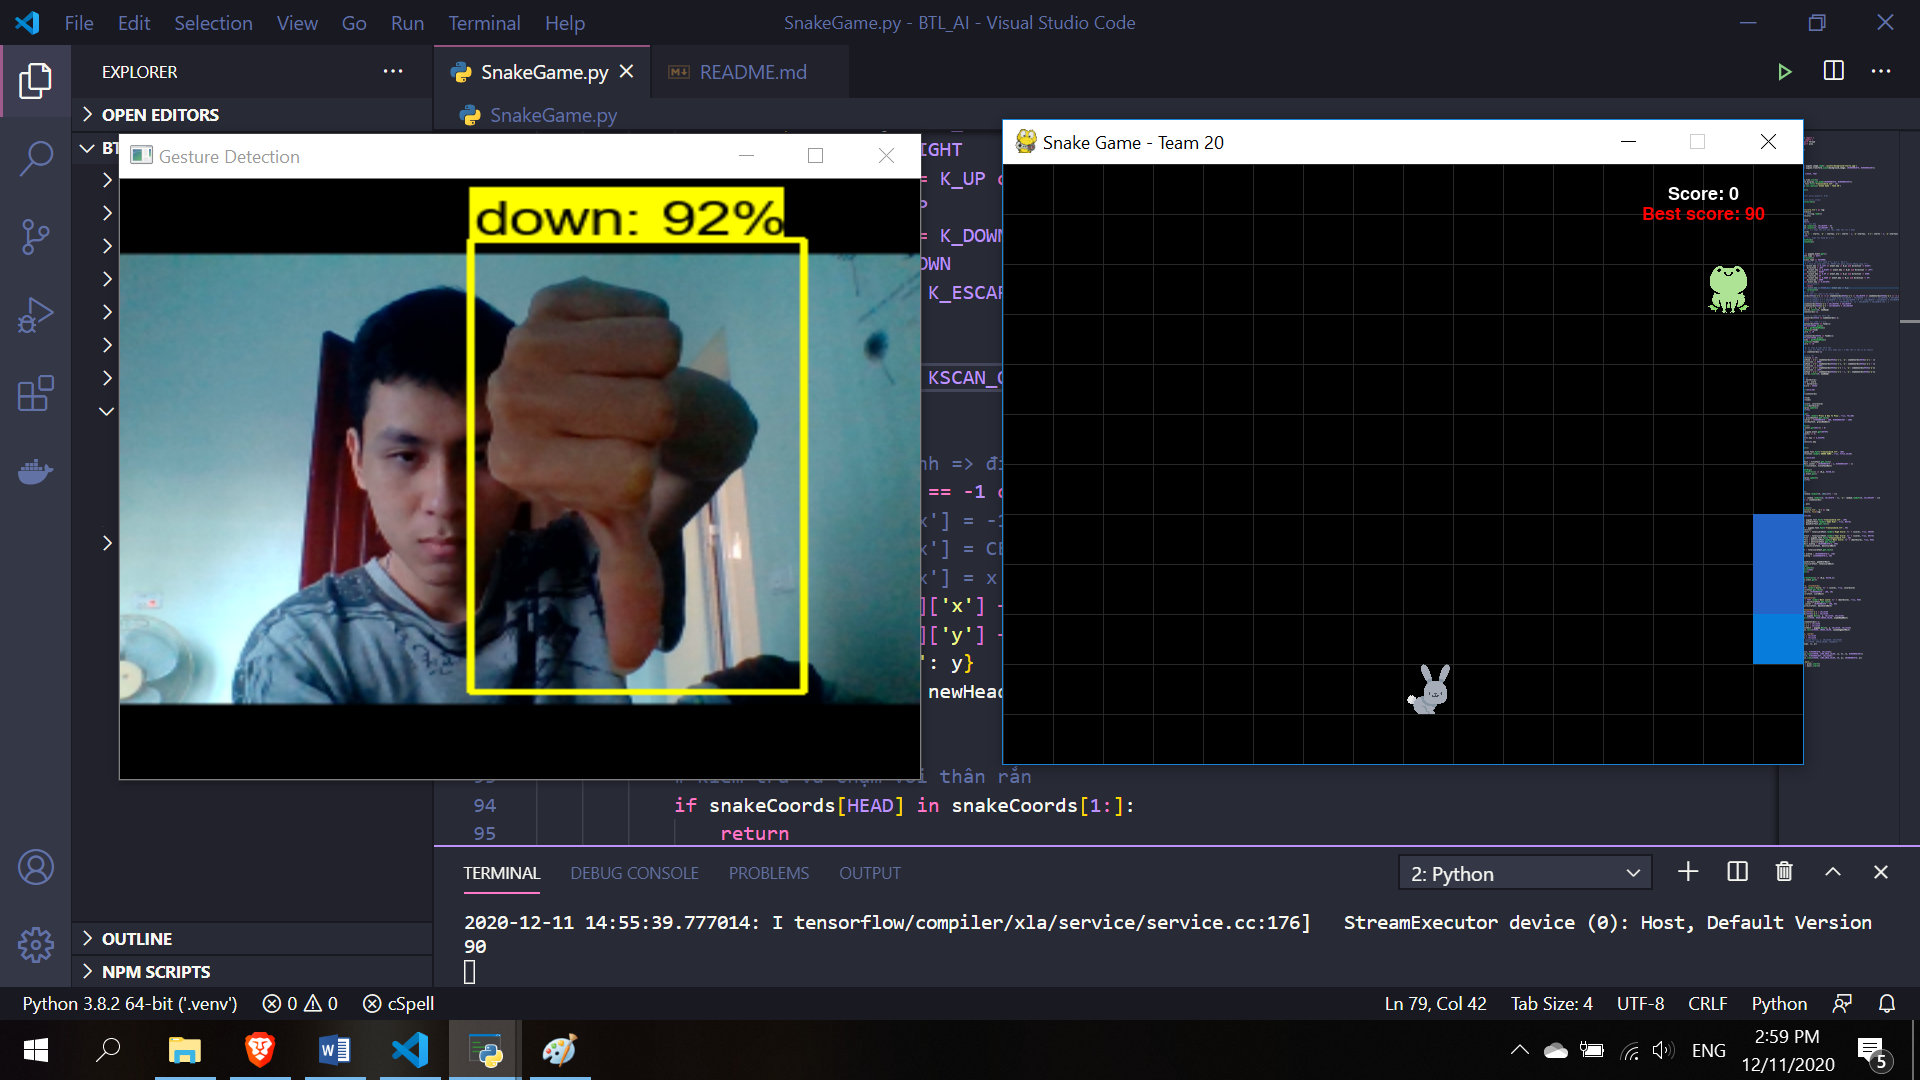 File Edit Selection View Go Run Terminal Help
SnakeGame.py - BTL_AI - Visual Studio Code
EXPLORER
SnakeGame.py
README.md
OPEN EDITORS
SnakeGame.py
BT
Gesture Detection
down: 92%
IGHT
= K_UP
P
= K_DOWN
OWN
K_ESCAP
KSCAN_
nh => đi
== -1
x'] = -1
x'] = CE
x'] = x
]['x'] -
]['y'] -
': y}
newHead
thân rắn
94 if snakeCoords[HEAD] in snakeCoords[1:]:
95 return
Snake Game - Team 20
Score: 0
Best score: 90
TERMINAL DEBUG CONSOLE PROBLEMS OUTPUT
2: Python
2020-12-11 14:55:39.777014: I tensorflow/compiler/xla/service/service.cc:176] StreamExecutor device (0): Host, Default Version
90
OUTLINE
NPM SCRIPTS
Python 3.8.2 64-bit ('.venv') 0 0 cSpell
Ln 79, Col 42 Tab Size: 4 UTF-8 CRLF Python
ENG
2:59 PM
12/11/2020
5